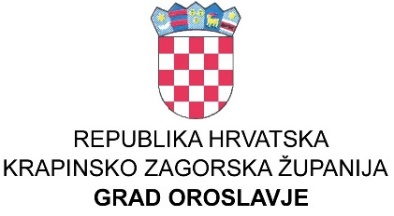 REPUBLIKA HRVATSKA
KRAPINSKO ZAGORSKA ŽUPANIJA
GRAD OROSLAVJE